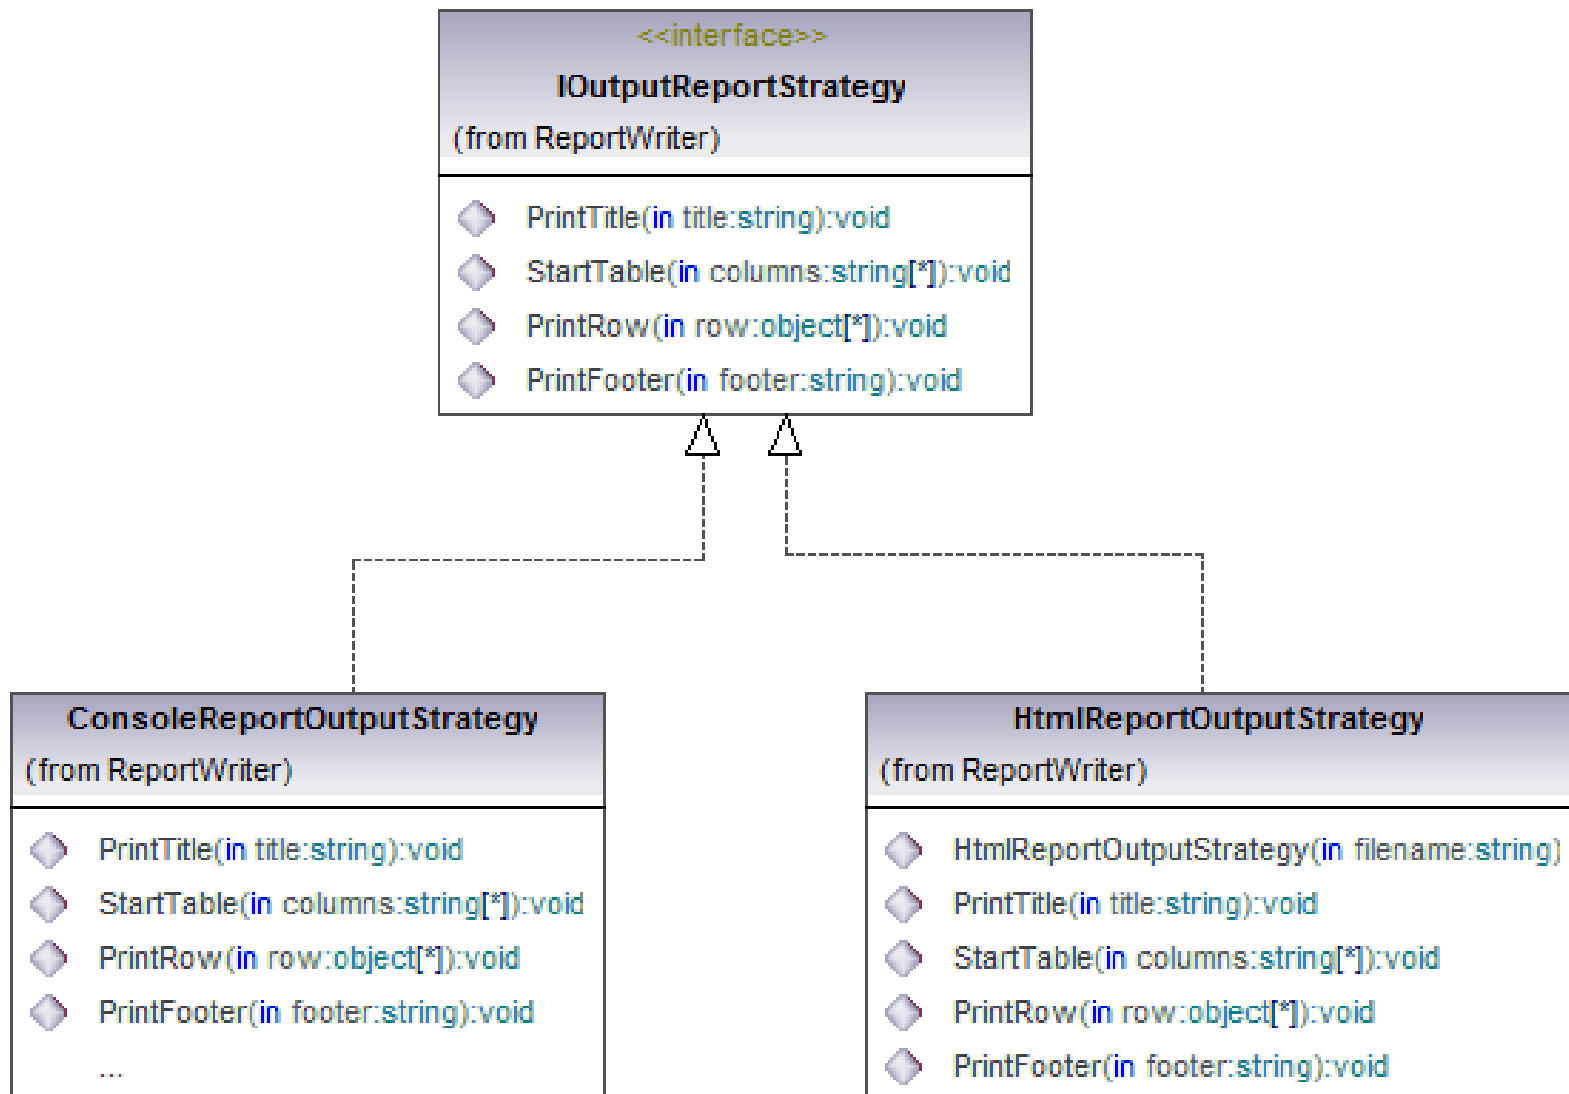 <<interface>>
IOutputReportStrategy
(from ReportWriter)
PrintTitle(in title:string):void
StartTable(in columns:string[*]):void
PrintRow(in row:object[*]):void
PrintFooter(in footer:string):void
ConsoleReportOutputStrategy
(from ReportWriter)
PrintTitle(in title:string):void
StartTable(in columns:string[*]):void
PrintRow(in row:object[*]):void
PrintFooter(in footer:string):void
...
HtmlReportOutputStrategy
(from ReportWriter)
HtmlReportOutputStrategy(in filename:string)
PrintTitle(in title:string):void
StartTable(in columns:string[*]):void
PrintRow(in row:object[*]):void
PrintFooter(in footer:string):void